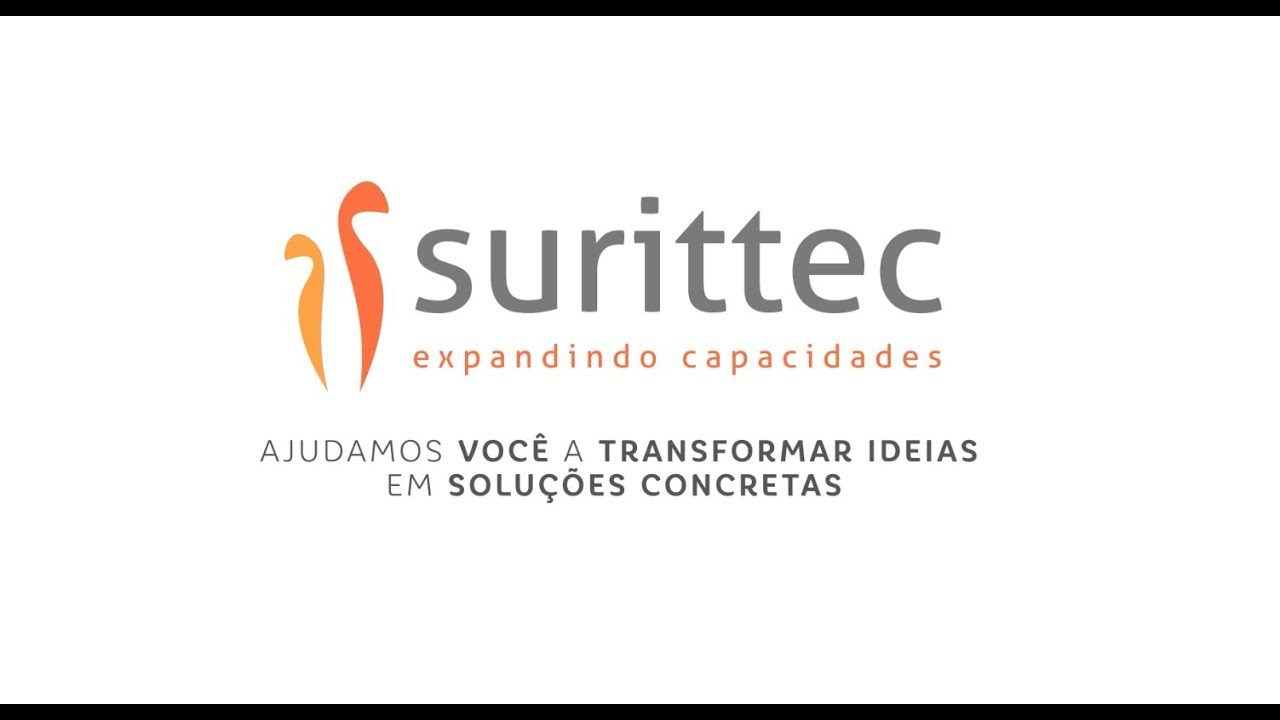 surittec
expandindo capacidades
AJUDAMOS VOCÊ A TRANSFORMAR IDEIAS
EM SOLUÇÕES CONCRETAS